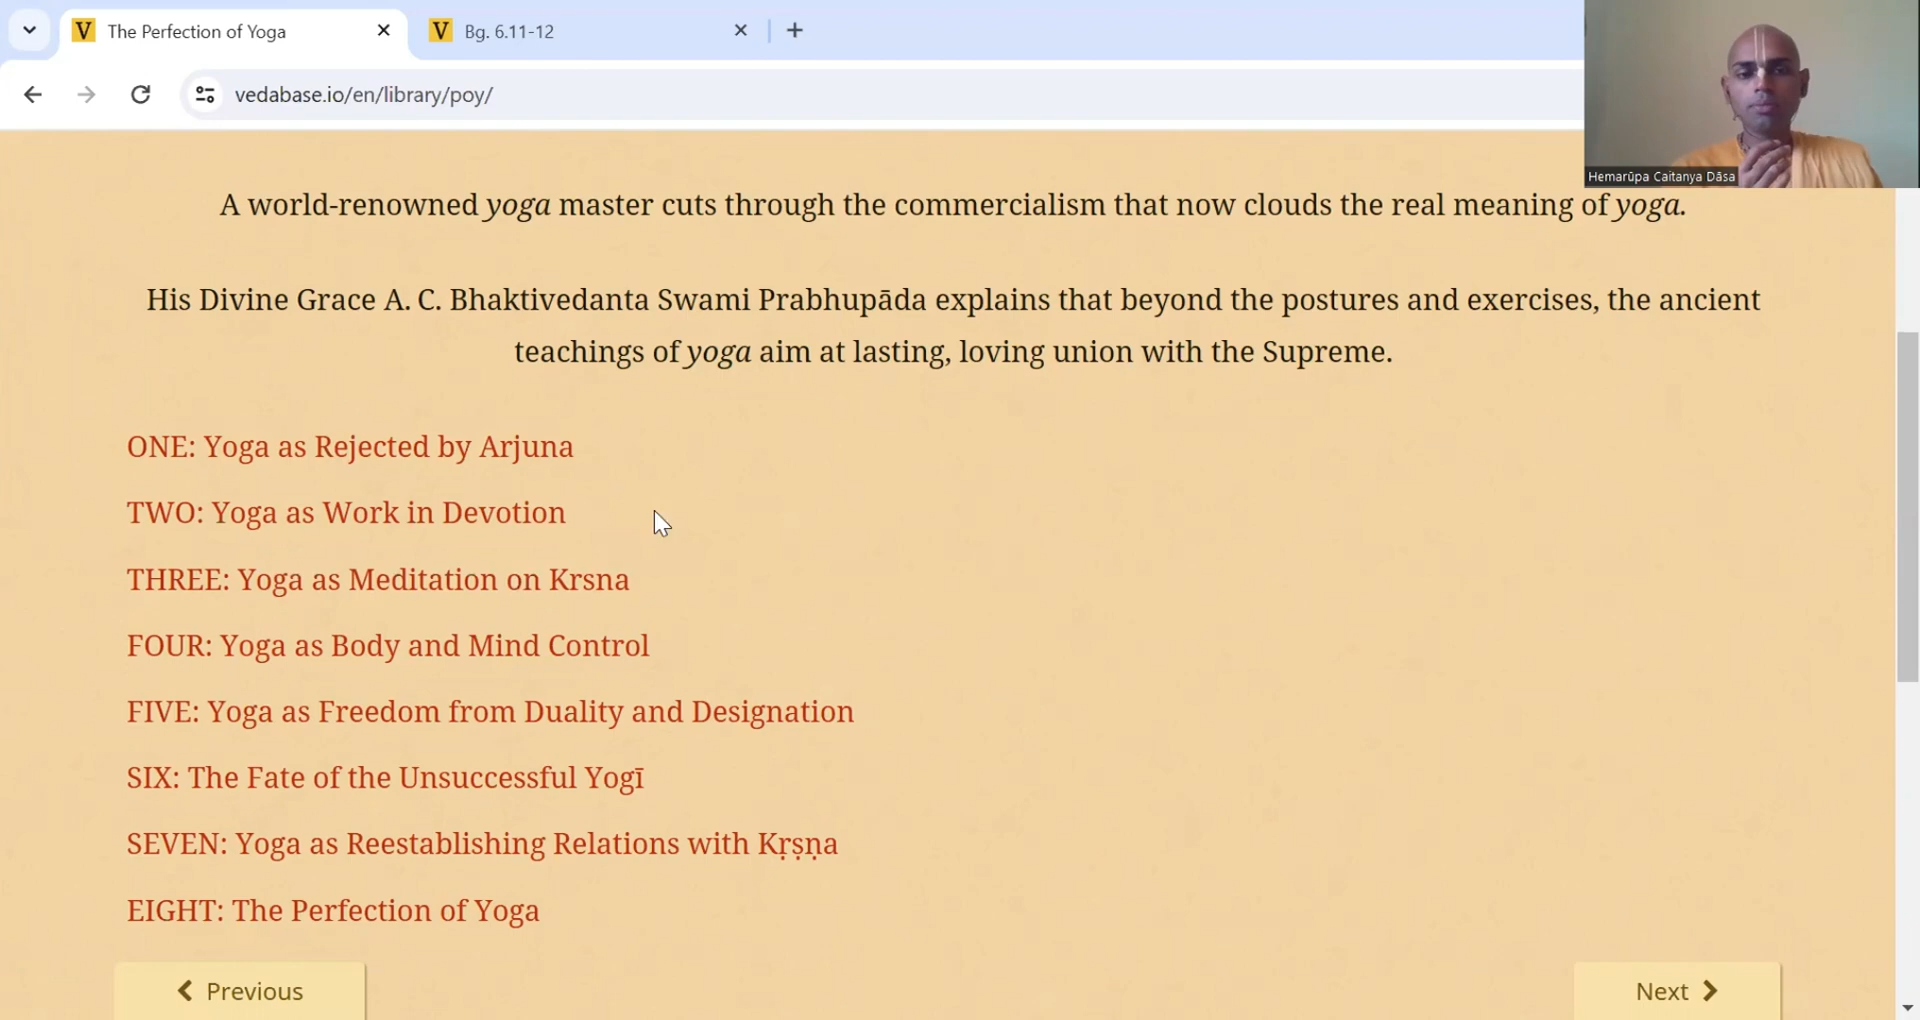 The Perfection of Yoga
Bg. 6.11-12
vedabase.io/en/library/poy/
Hemarūpa Caitanya Dāsa
A world-renowned yoga master cuts through the commercialism that now clouds the real meaning of yoga.
His Divine Grace A. C. Bhaktivedanta Swami Prabhupāda explains that beyond the postures and exercises, the ancient
teachings of yoga aim at lasting, loving union with the Supreme.
ONE: Yoga as Rejected by Arjuna
TWO: Yoga as Work in Devotion
THREE: Yoga as Meditation on Krsna
FOUR: Yoga as Body and Mind Control
FIVE: Yoga as Freedom from Duality and Designation
SIX: The Fate of the Unsuccessful Yogī
SEVEN: Yoga as Reestablishing Relations with Kṛṣṇa
EIGHT: The Perfection of Yoga
Previous
Next